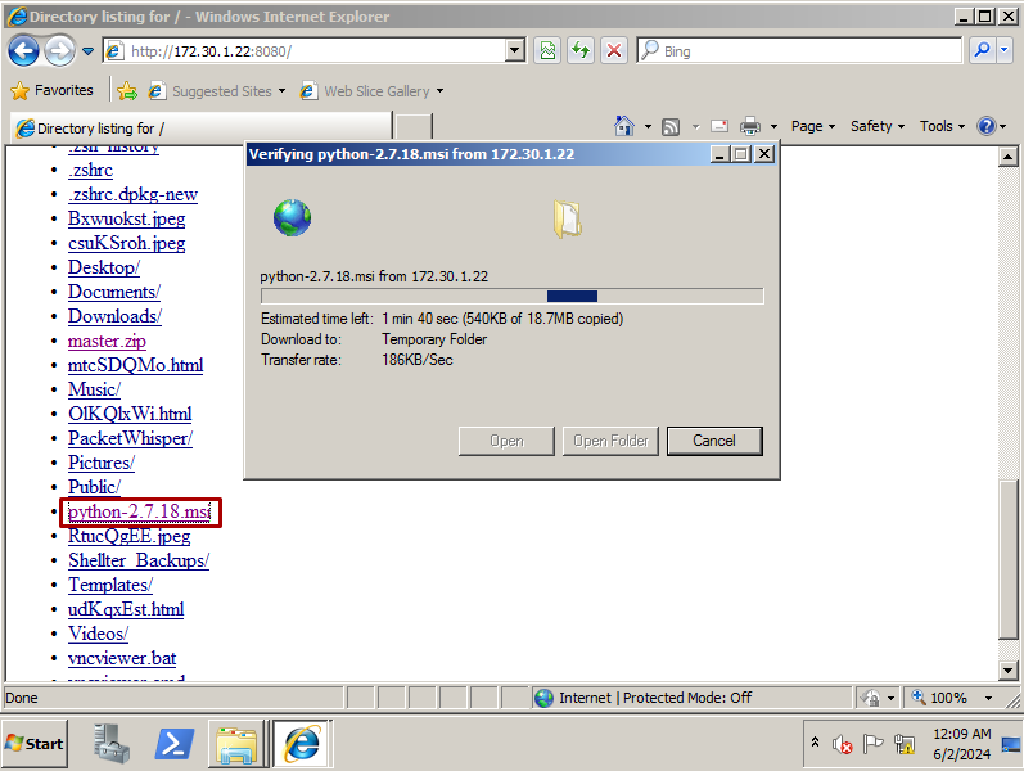 Directory listing for / - Windows Internet Explorer
http://172.30.1.22:8080/
Bing
Favorites
Suggested Sites
Web Slice Gallery
Directory listing for /
Page
Safety
Tools
.zsh_history
.zshrc
.zshrc.dpkg-new
Bxwuokst.jpeg
csuKSroh.jpeg
Desktop/
Documents/
Downloads/
master.zip
mtcSDQMo.html
Music/
OlKQlxWi.html
PacketWhisper/
Pictures/
Public/
python-2.7.18.msi
RtucQgEE.jpeg
Shellter_Backups/
Templates/
udKqxEst.html
Videos/
vncviewer.bat
Verifying python-2.7.18.msi from 172.30.1.22
python-2.7.18.msi from 172.30.1.22
Estimated time left: 1 min 40 sec (540KB of 18.7MB copied)
Download to: Temporary Folder
Transfer rate: 186KB/Sec
Open
Open Folder
Cancel
Done
Internet | Protected Mode: Off
100%
Start
12:09 AM
6/2/2024